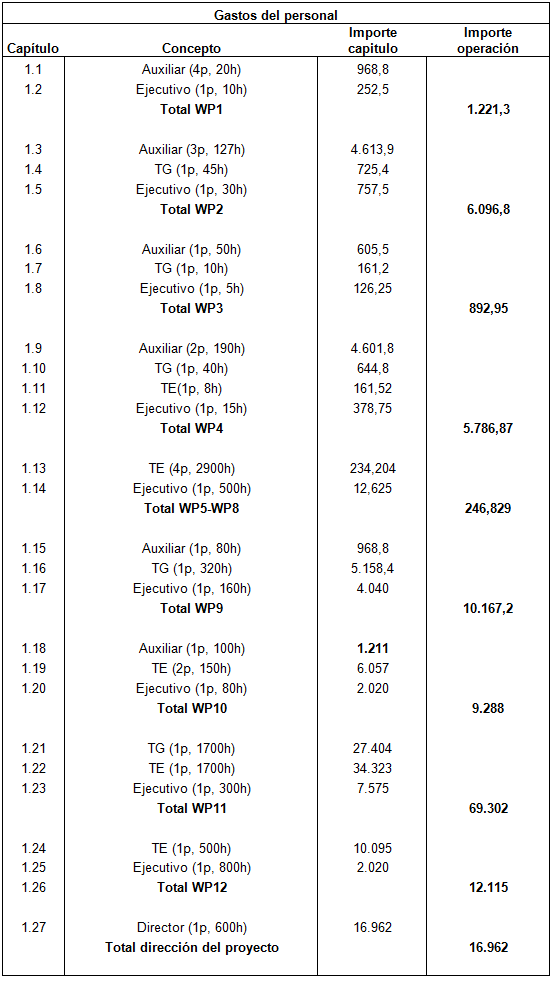 Gastos del personal
Capítulo Concepto Importe capitulo Importe operación
1.1 Auxiliar (4p, 20h) 968,8
1.2 Ejecutivo (1p, 10h) 252,5
Total WP1 1.221,3
1.3 Auxiliar (3p, 127h) 4.613,9
1.4 TG (1p, 45h) 725,4
1.5 Ejecutivo (1p, 30h) 757,5
Total WP2 6.096,8
1.6 Auxiliar (1p, 50h) 605,5
1.7 TG (1p, 10h) 161,2
1.8 Ejecutivo (1p, 5h) 126,25
Total WP3 892,95
1.9 Auxiliar (2p, 190h) 4.601,8
1.10 TG (1p, 40h) 644,8
1.11 TE(1p, 8h) 161,52
1.12 Ejecutivo (1p, 15h) 378,75
Total WP4 5.786,87
1.13 TE (4p, 2900h) 234,204
1.14 Ejecutivo (1p, 500h) 12,625
Total WP5-WP8 246,829
1.15 Auxiliar (1p, 80h) 968,8
1.16 TG (1p, 320h) 5.158,4
1.17 Ejecutivo (1p, 160h) 4.040
Total WP9 10.167,2
1.18 Auxiliar (1p, 100h) 1.211
1.19 TE (2p, 150h) 6.057
1.20 Ejecutivo (1p, 80h) 2.020
Total WP10 9.288
1.21 TG (1p, 1700h) 27.404
1.22 TE (1p, 1700h) 34.323
1.23 Ejecutivo (1p, 300h) 7.575
Total WP11 69.302
1.24 TE (1p, 500h) 10.095
1.25 Ejecutivo (1p, 800h) 2.020
1.26 Total WP12 12.115
1.27 Director (1p, 600h) 16.962
Total dirección del proyecto 16.962